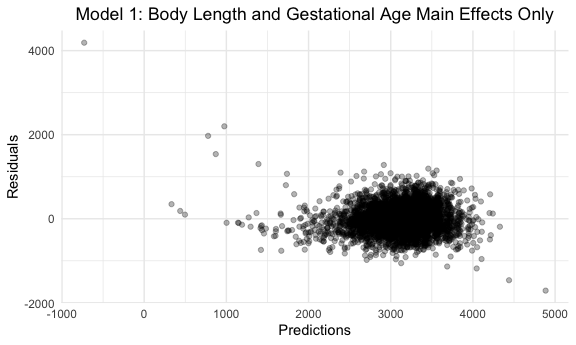 Model 1: Body Length and Gestational Age Main Effects Only
4000
2000
0
-2000
Residuals
-1000 0 1000 2000 3000 4000 5000
Predictions